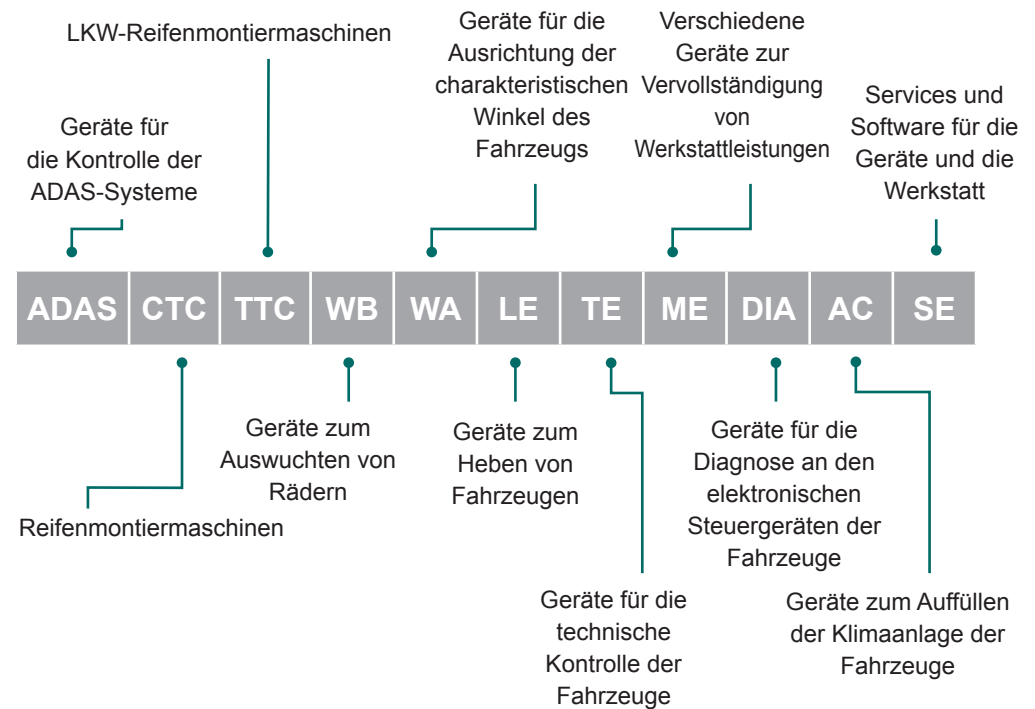 LKW-Reifenmontiermaschinen
Geräte für
die Kontrolle der
ADAS-Systeme
Geräte für die
Ausrichtung der
charakteristischen
Winkel des
Fahrzeugs
Verschiedene
Geräte zur
Vervollständigung
von
Werkstattleistungen
Services und
Software für die
Geräte und die
Werkstatt
ADAS CTC TTC WB WA LE TE ME DIA AC SE
Reifenmontiermaschinen
Geräte zum
Auswuchten von
Rädern
Geräte zum
Heben von
Fahrzeugen
Geräte für die
technische
Kontrolle der
Fahrzeuge
Geräte für die
Diagnose an den
elektronischen
Steuergeräten der
Fahrzeuge
Geräte zum Auffüllen
der Klimaanlage der
Fahrzeuge